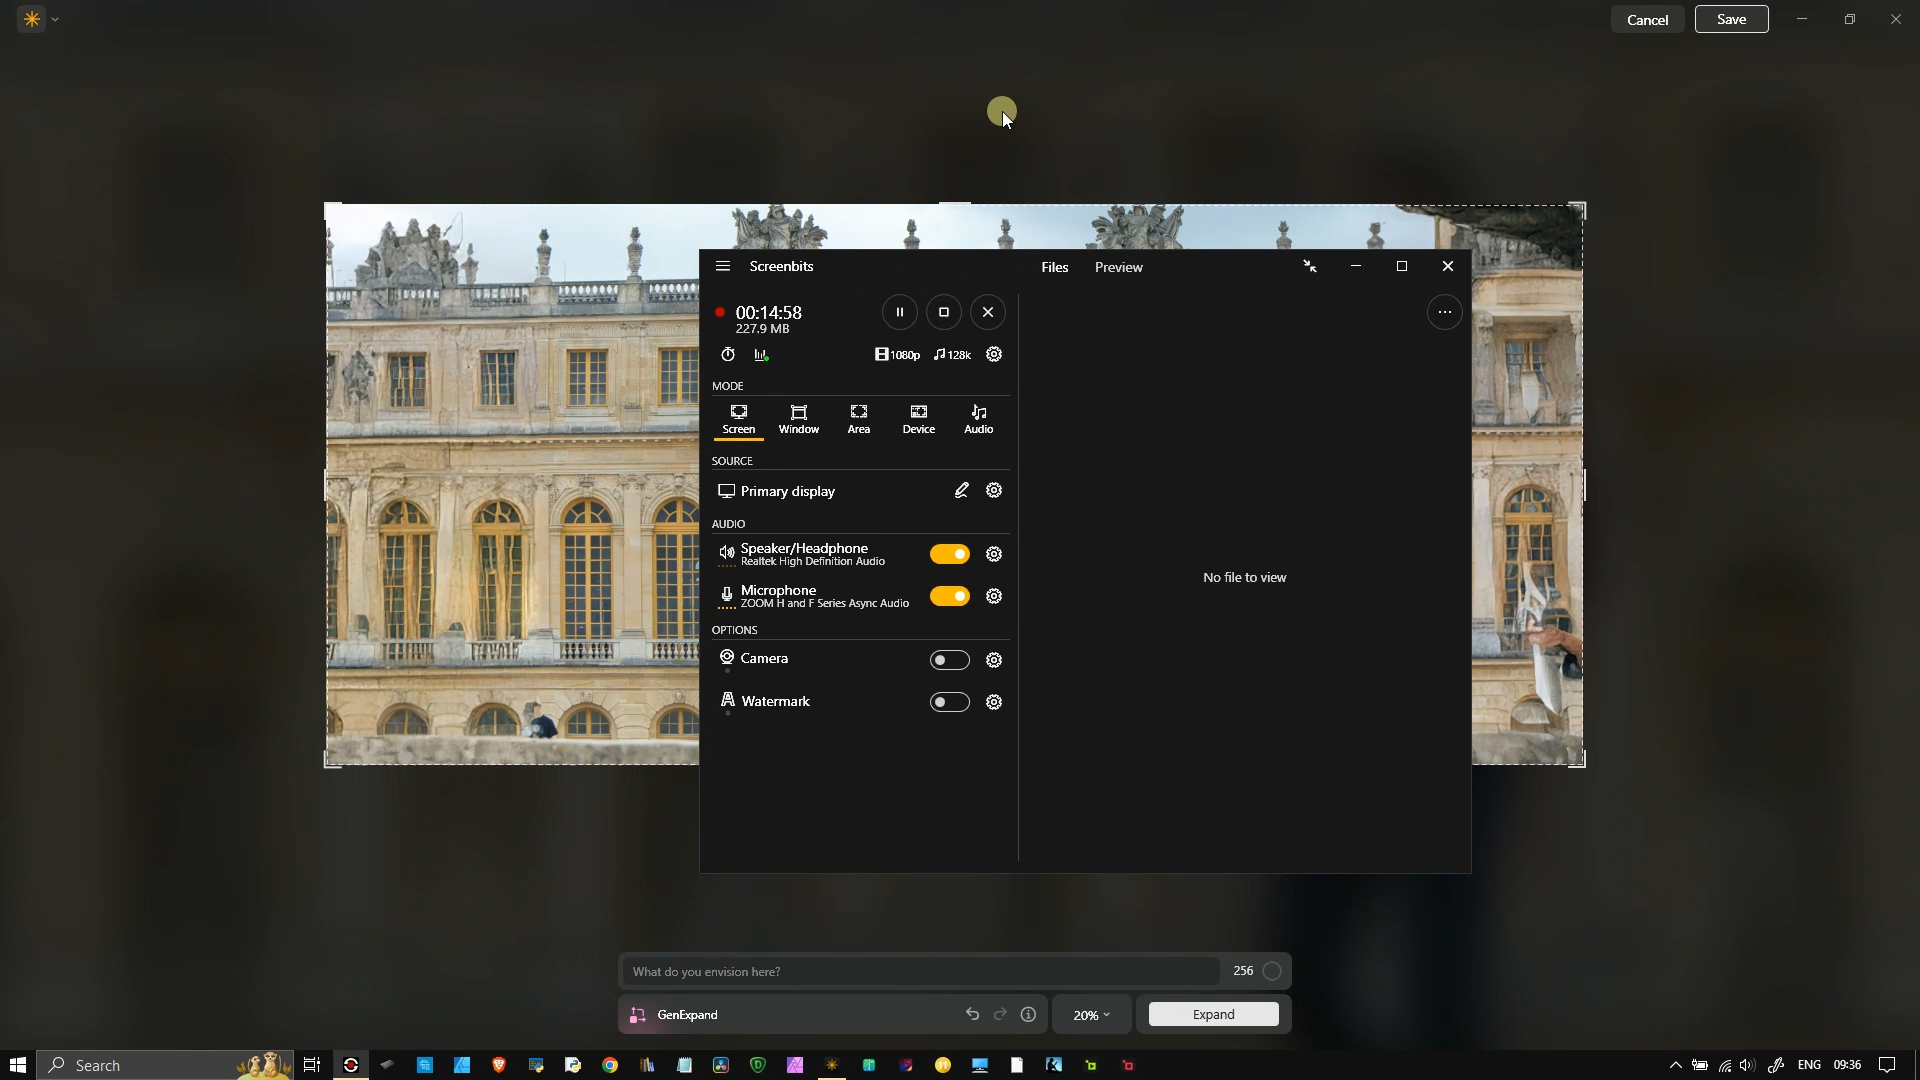 Cancel
Save
Screenbits
Files
Preview
00:14:58
227.9 MB
1080p
128k
MODE
Screen
Window
Area
Device
Audio
SOURCE
Primary display
AUDIO
Speaker/Headphone
Realtek High Definition Audio
Microphone
ZOOM H and F Series Async Audio
OPTIONS
Camera
Watermark
No file to view
What do you envision here?
256
GenExpand
20%
Expand
Search
ENG
09:36